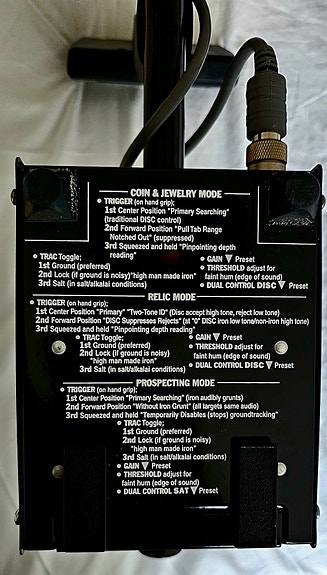 COIN & JEWELRY MODE
• TRIGGER (on hand grip);
1st Center Position "Primary Searching"
(traditional DISC control)
2nd Forward Position "Pull Tab Range
Notched Out" (suppressed)
3rd Squeezed and held "Pinpointing depth
reading"
• TRAC Toggle;
1st Ground (preferred)
2nd Lock (if ground is noisy)"high man made iron"
3rd Salt (in salt/alkalai conditions)
• GAIN ▼ Preset
• THRESHOLD adjust for
faint hum (edge of sound)
• DUAL CONTROL DISC ▼ Preset
RELIC MODE
• TRIGGER (on hand grip);
1st Center Position "Primary" "Two-Tone ID" (Disc accept high tone, reject low tone)
2nd Forward Position "DISC Suppresses Rejects" (at "0" DISC iron low tone/non-iron high tone)
3rd Squeezed and held "Pinpointing depth reading"
• TRAC Toggle;
1st Ground (preferred)
2nd Lock (if ground is noisy)
"high man made iron"
3rd Salt (in salt/alkalai conditions)
• GAIN ▼ Preset
• THRESHOLD adjust for
faint hum (edge of sound)
• DUAL CONTROL DISC ▼ Preset
PROSPECTING MODE
• TRIGGER (on hand grip);
1st Center Position "Primary Searching" (iron audibly grunts)
2nd Forward Position "Without Iron Grunt" (all targets same audio)
3rd Squeezed and held "Temporarily Disables (stops) groundtracking"
• TRAC Toggle;
1st Ground (preferred)
2nd Lock (if ground is noisy)
"high man made iron"
3rd Salt (in salt/alkalai conditions)
• GAIN ▼ Preset
• THRESHOLD adjust for
faint hum (edge of sound)
• DUAL CONTROL SAT ▼ Preset